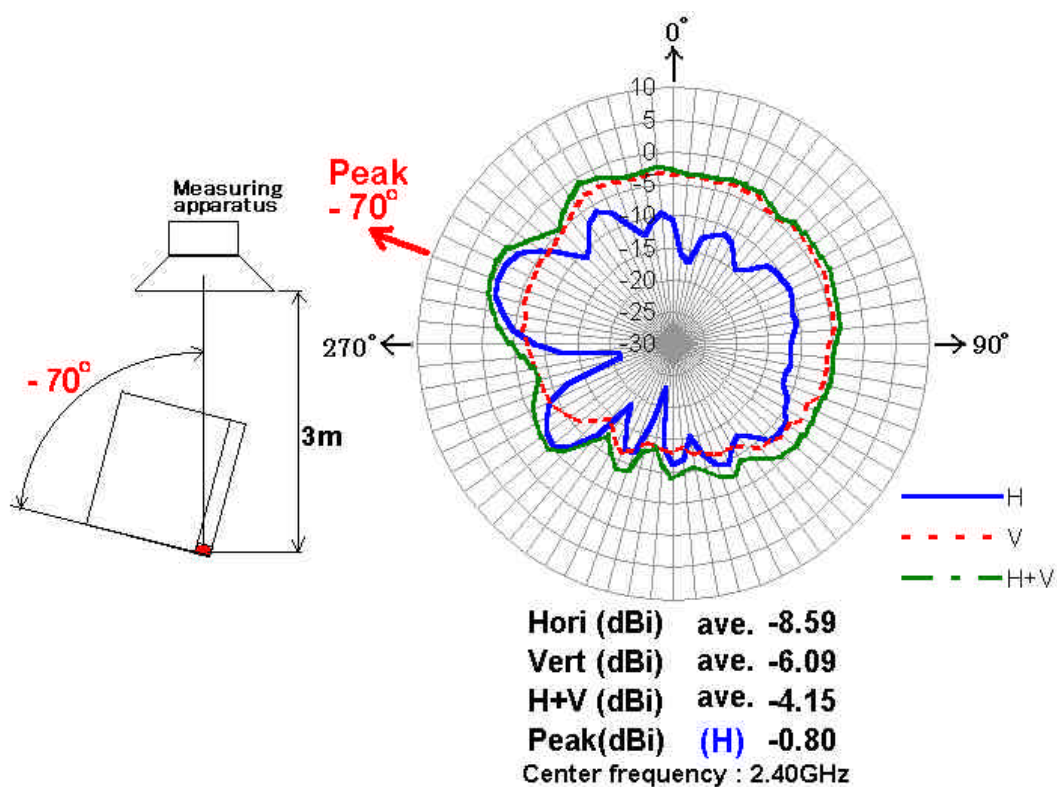 0°
10
5
0
-5
-10
-15
-20
-25
-30
Peak
- 70°
Measuring
apparatus
270°
90°
- 70°
3m
H
V
H+V
Hori (dBi) ave. -8.59
Vert (dBi) ave. -6.09
H+V (dBi) ave. -4.15
Peak(dBi) (H) -0.80
Center frequency : 2.40GHz